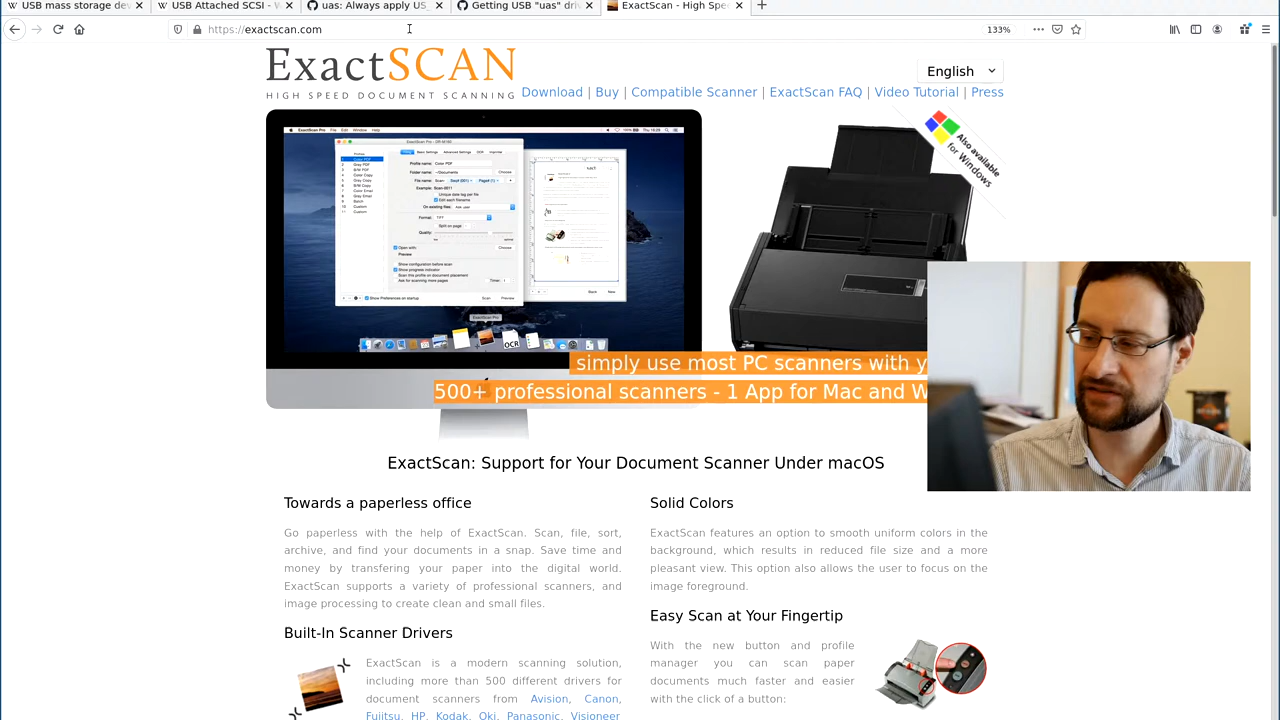 USB mass storage de
USB Attached SCSI - W
uas: Always apply US_
Getting USB "uas" dri
ExactScan - High Spe
https://exactscan.com
133%
ExactSCAN
HIGH SPEED DOCUMENT SCANNING
English
Download | Buy | Compatible Scanner | ExactScan FAQ | Video Tutorial | Press
Also available
for Windows
simply use most PC scanners with y
500+ professional scanners - 1 App for Mac and W
ExactScan: Support for Your Document Scanner Under macOS
Towards a paperless office
Go paperless with the help of ExactScan. Scan, file, sort,
archive, and find your documents in a snap. Save time and
money by transfering your paper into the digital world.
ExactScan supports a variety of professional scanners, and
image processing to create clean and small files.
Built-In Scanner Drivers
ExactScan is a modern scanning solution,
including more than 500 different drivers for
document scanners from Avision, Canon,
Fujitsu, HP, Kodak, Oki, Panasonic, Visioneer
Solid Colors
ExactScan features an option to smooth uniform colors in the
background, which results in reduced file size and a more
pleasant view. This option also allows the user to focus on the
image foreground.
Easy Scan at Your Fingertip
With the new button and profile
manager you can scan paper
documents much faster and easier
with the click of a button: